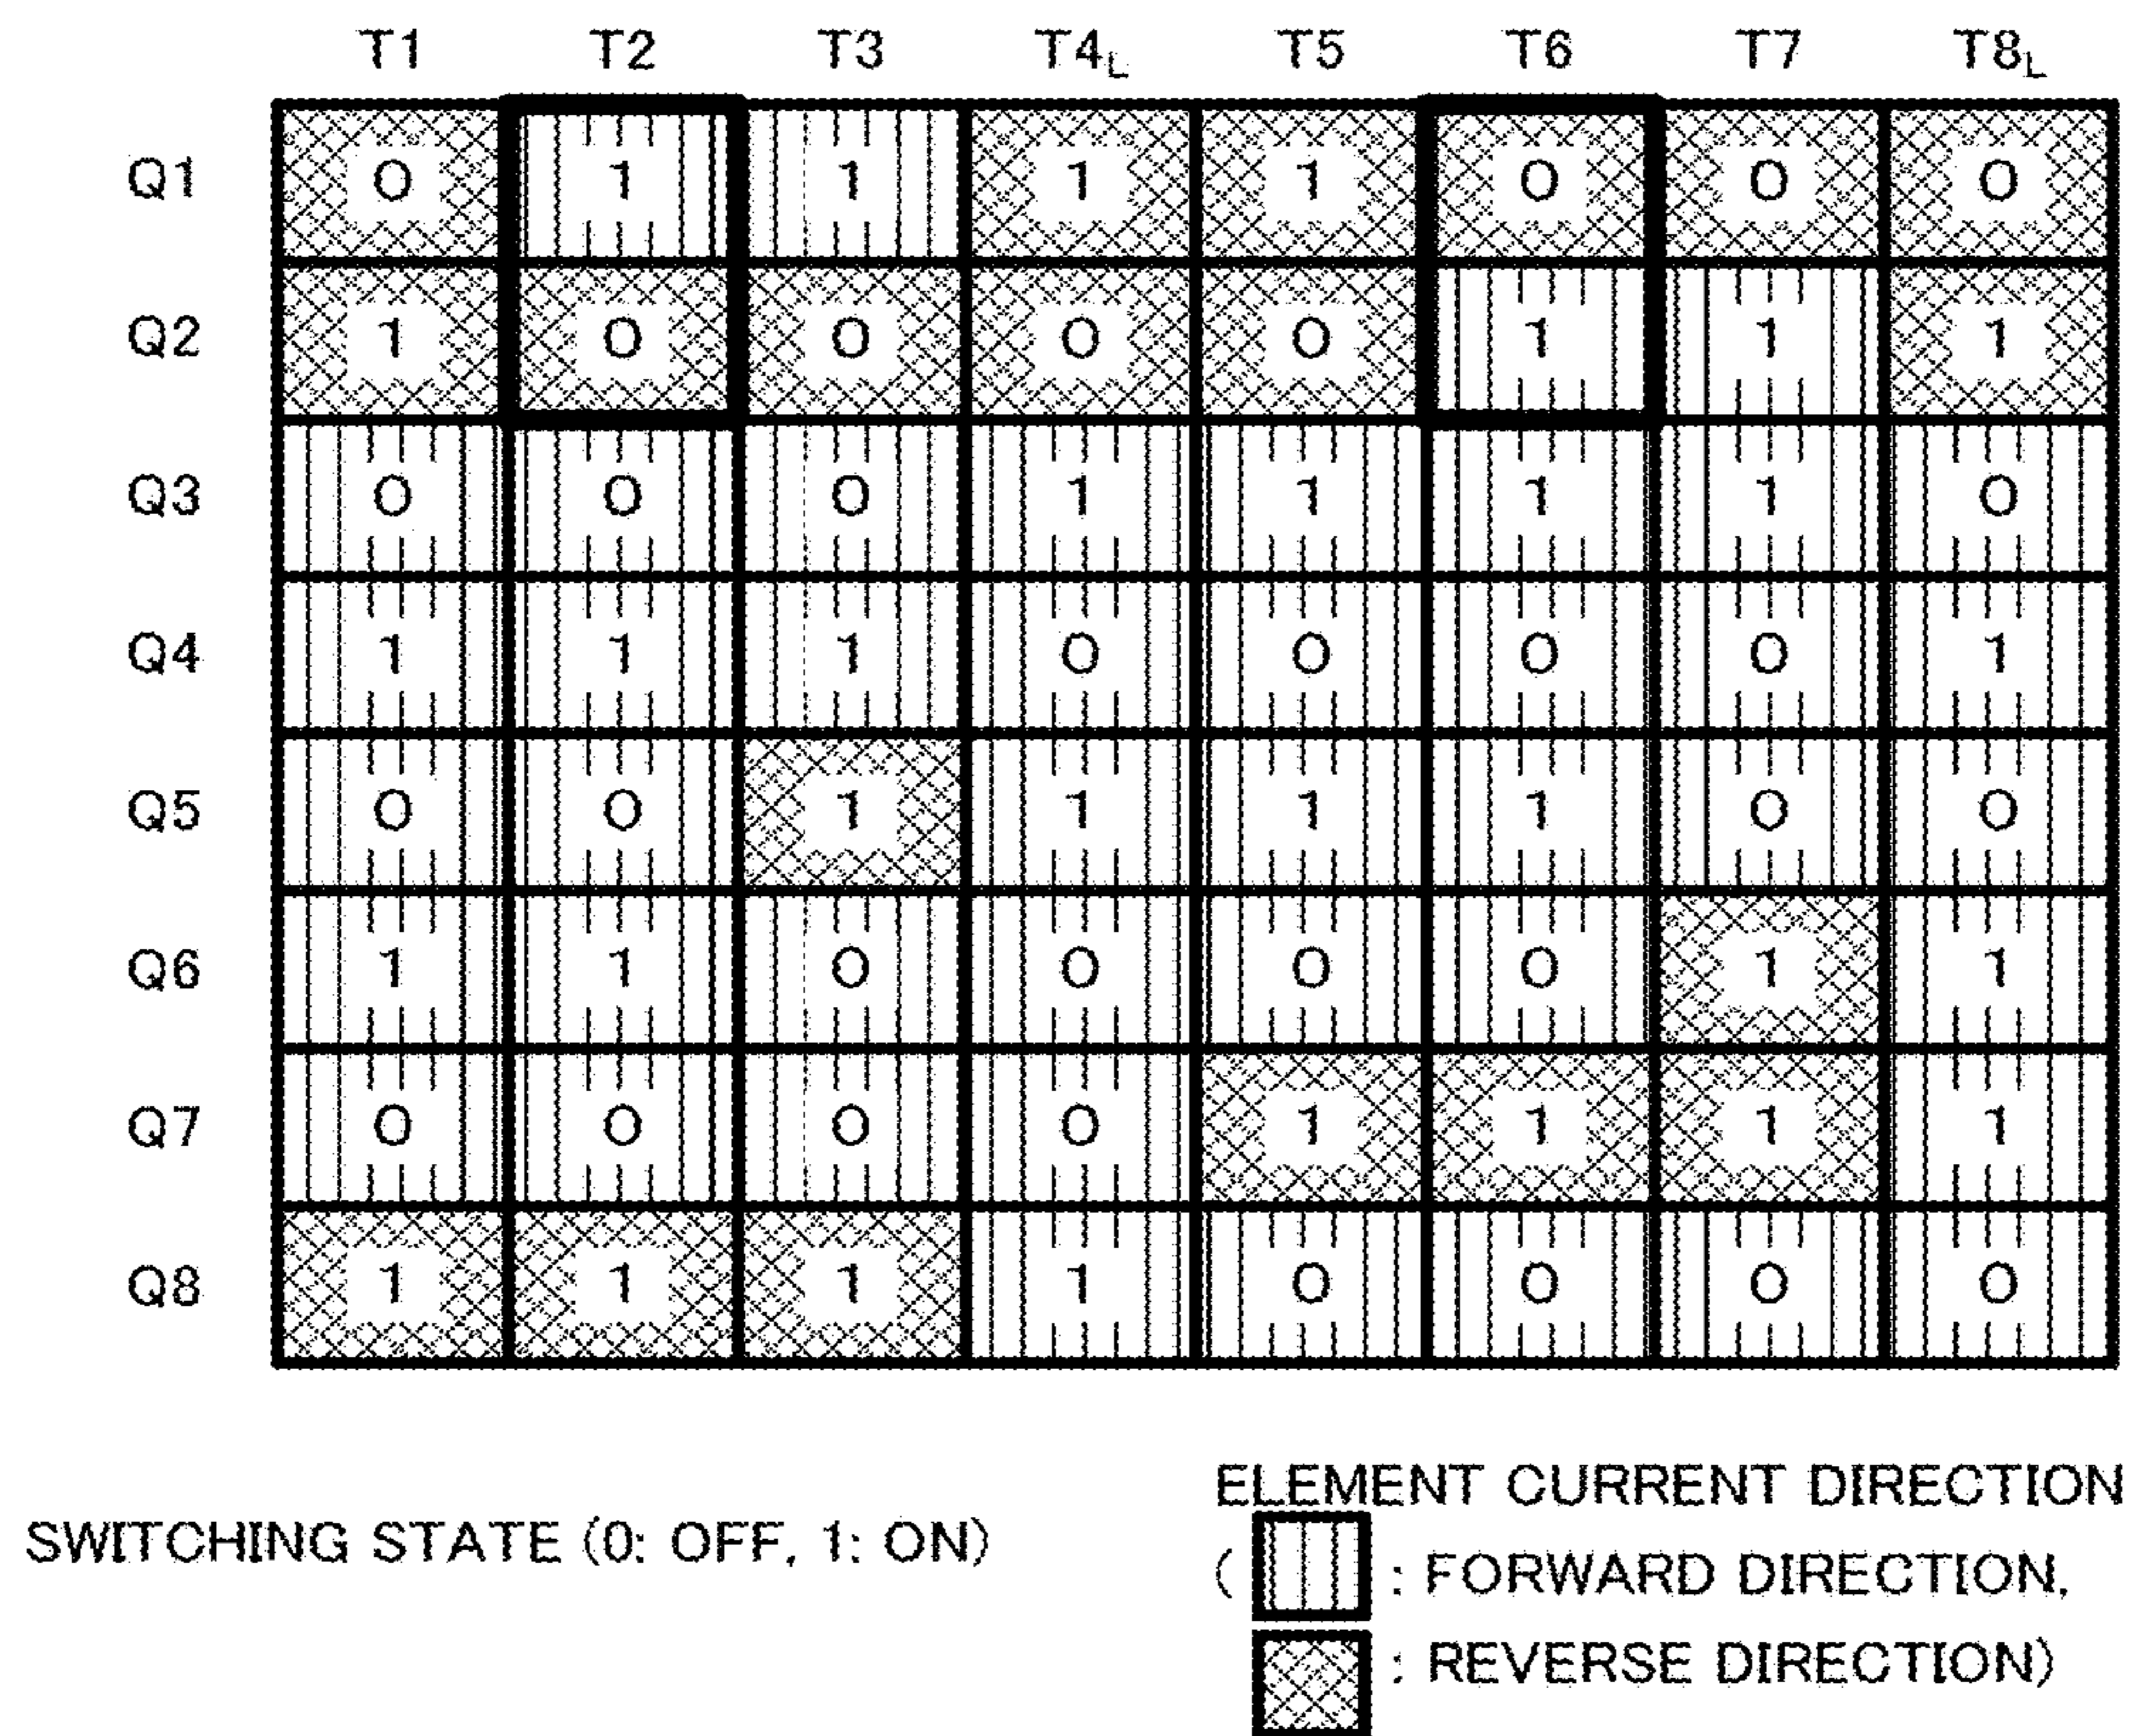 T1 T2 T3 T4L T5 T6 T7 T8L
Q1 0 1 1 1 1 0 0 0
Q2 1 0 0 0 0 1 1 1
Q3 0 0 0 1 1 1 1 0
Q4 1 1 1 0 0 0 0 1
Q5 0 0 1 1 1 1 0 0
Q6 1 1 0 0 0 0 1 1
Q7 0 0 0 0 1 1 1 1
Q8 1 1 1 1 0 0 0 0
ELEMENT CURRENT DIRECTION
SWITCHING STATE (0: OFF, 1: ON)
( : FORWARD DIRECTION,
: REVERSE DIRECTION)